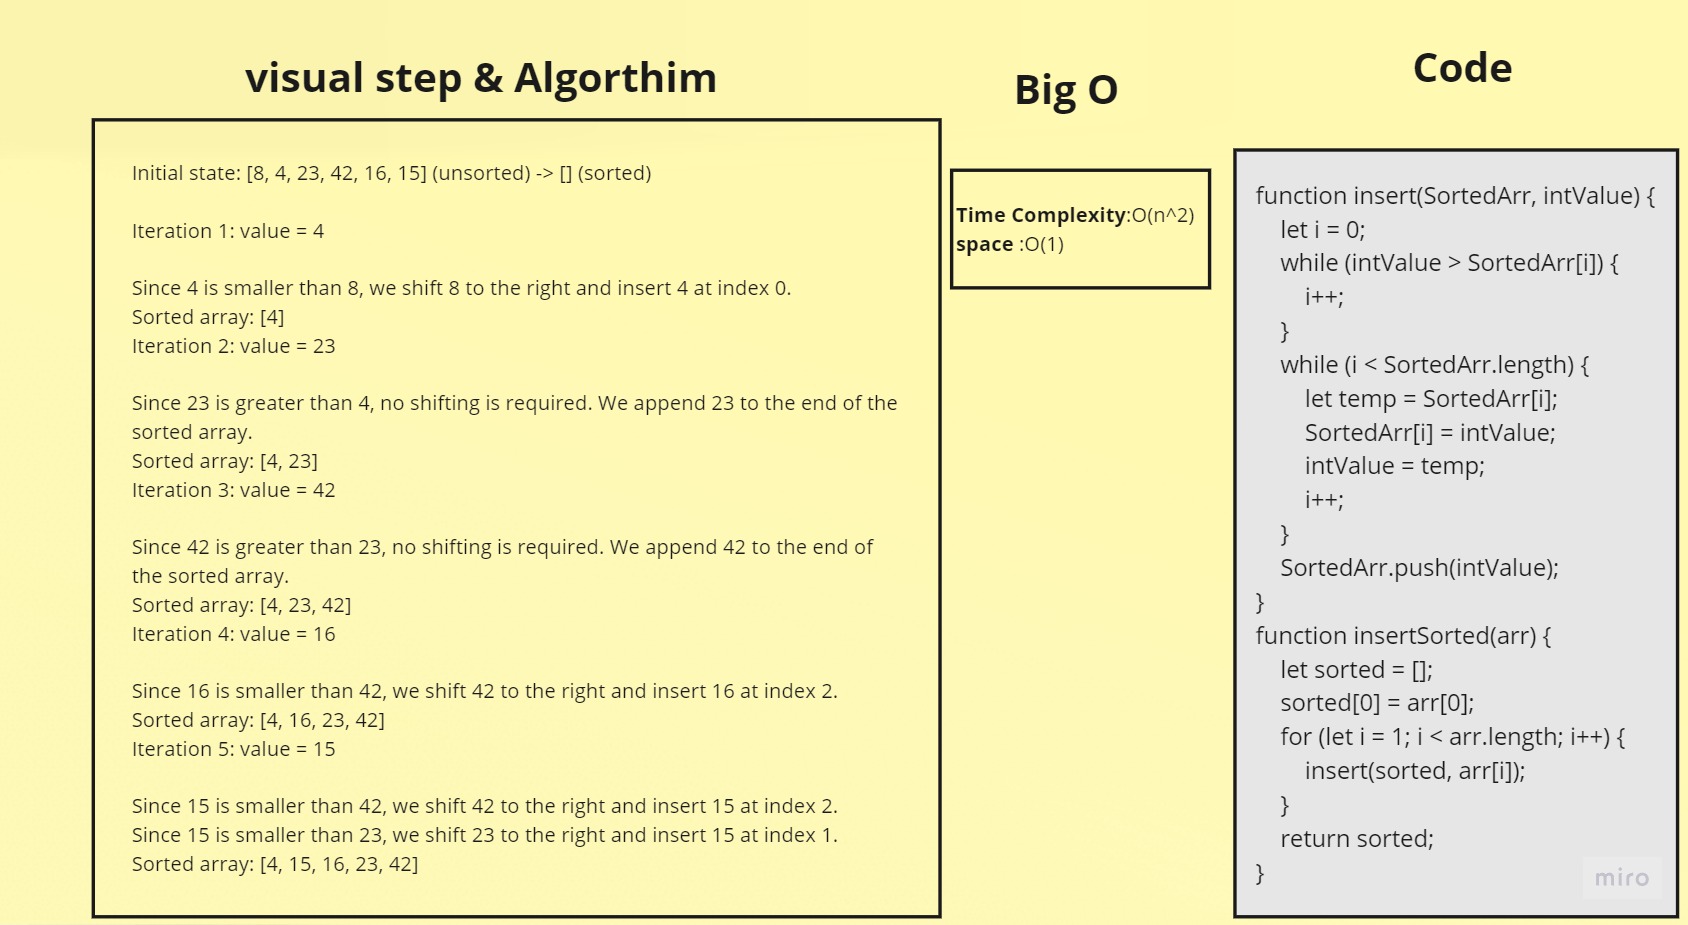 visual step & Algorthim
Initial state: [8, 4, 23, 42, 16, 15] (unsorted) -> [] (sorted)
Iteration 1: value = 4
Since 4 is smaller than 8, we shift 8 to the right and insert 4 at index 0.
Sorted array: [4]
Iteration 2: value = 23
Since 23 is greater than 4, no shifting is required. We append 23 to the end of the
sorted array.
Sorted array: [4, 23]
Iteration 3: value = 42
Since 42 is greater than 23, no shifting is required. We append 42 to the end of
the sorted array.
Sorted array: [4, 23, 42]
Iteration 4: value = 16
Since 16 is smaller than 42, we shift 42 to the right and insert 16 at index 2.
Sorted array: [4, 16, 23, 42]
Iteration 5: value = 15
Since 15 is smaller than 42, we shift 42 to the right and insert 15 at index 2.
Since 15 is smaller than 23, we shift 23 to the right and insert 15 at index 1.
Sorted array: [4, 15, 16, 23, 42]
Big O
Time Complexity:O(n^2)
space :O(1)
Code
function insert(SortedArr, intValue) {
let i = 0;
while (intValue > SortedArr[i]) {
i++;
}
while (i < SortedArr.length) {
let temp = SortedArr[i];
SortedArr[i] = intValue;
intValue = temp;
i++;
}
SortedArr.push(intValue);
}
function insertSorted(arr) {
let sorted = [];
sorted[0] = arr[0];
for (let i = 1; i < arr.length; i++) {
insert(sorted, arr[i]);
}
return sorted;
}
miro